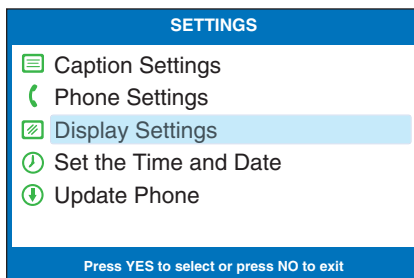 SETTINGS
Caption Settings
Phone Settings
Display Settings
Set the Time and Date
Update Phone
Press YES to select or press NO to exit